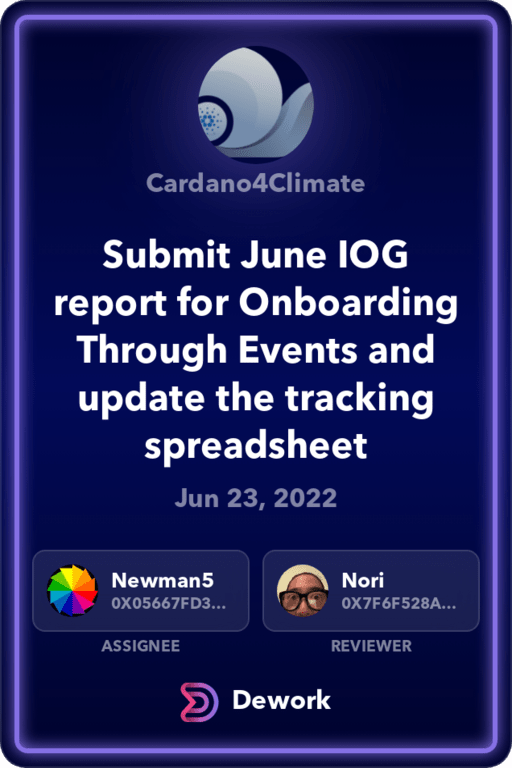 Cardano4Climate
Submit June IOG
report for Onboarding
Through Events and
update the tracking
spreadsheet
Jun 23, 2022
Newman5
0X05667FD3...
ASSIGNEE
Nori
0X7F6F528A...
REVIEWER
Dework